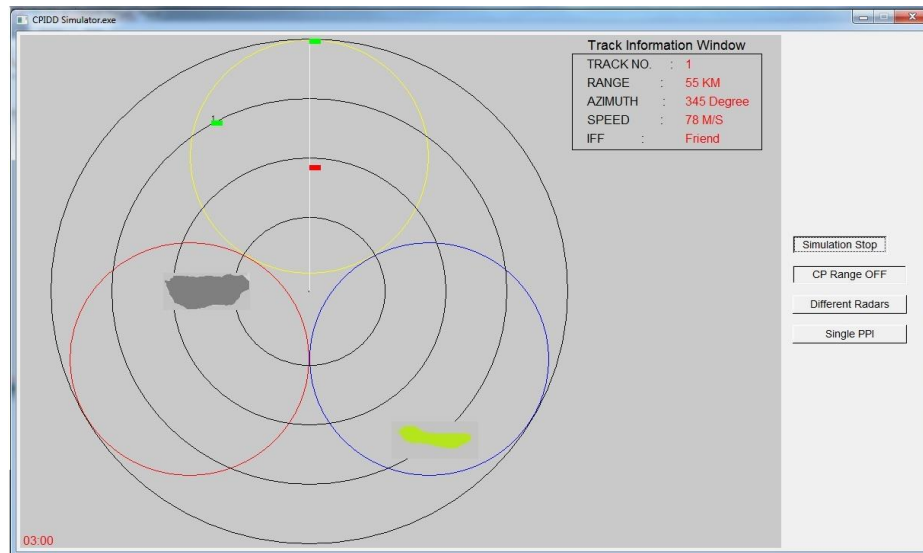 CPIDD Simulator.exe
Track Information Window
TRACK NO. : 1
RANGE : 55 KM
AZIMUTH : 345 Degree
SPEED : 78 M/S
IFF : Friend
1
Simulation Stop
CP Range OFF
Different Radars
Single PPI
03:00